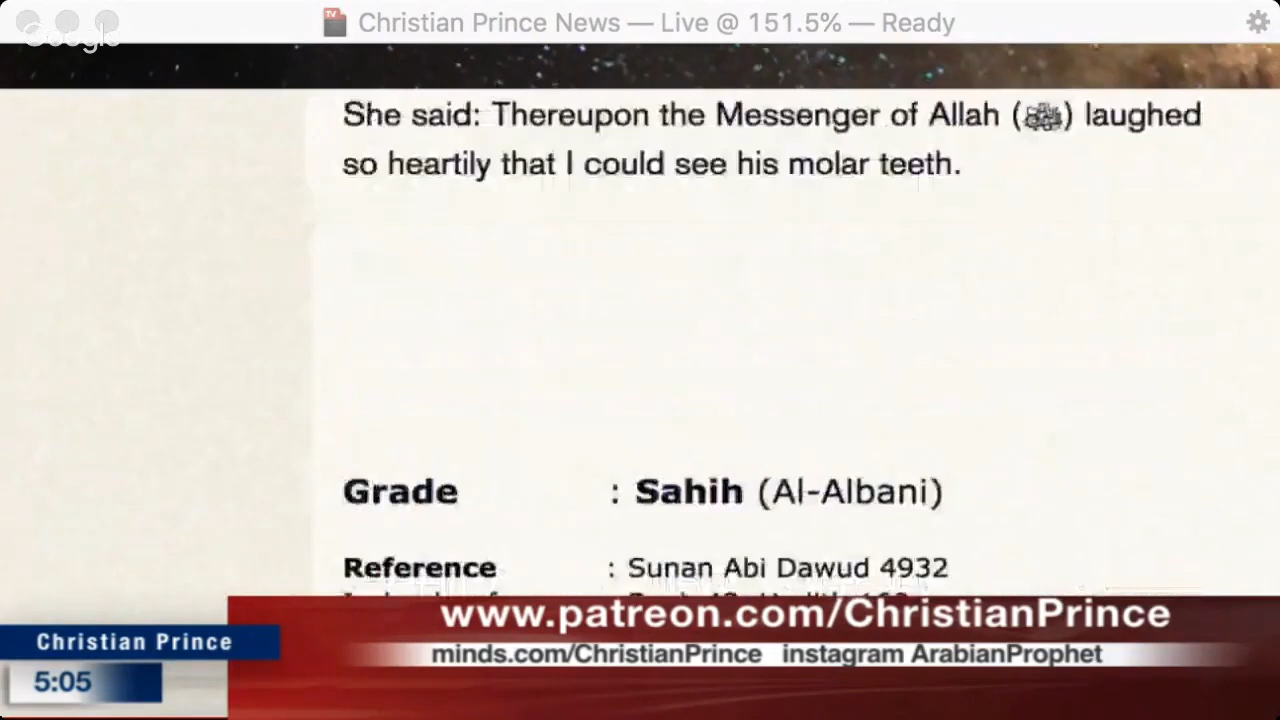 Christian Prince News — Live @ 151.5% — Ready
Google
She said: Thereupon the Messenger of Allah (ﷺ) laughed
so heartily that I could see his molar teeth.
Grade : Sahih (Al-Albani)
Reference : Sunan Abi Dawud 4932
www.patreon.com/ChristianPrince
Christian Prince
minds.com/ChristianPrince instagram ArabianProphet
5:05